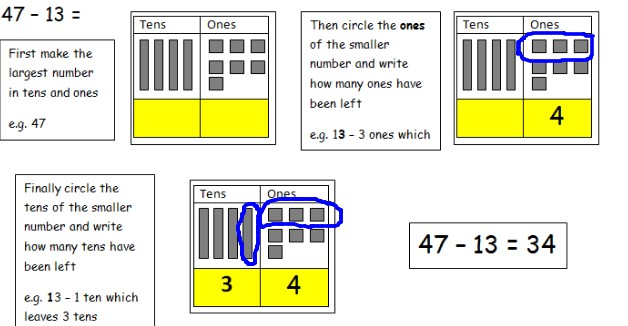 47 – 13 =
First make the
largest number
in tens and ones
e.g. 47
Tens Ones
Then circle the ones
of the smaller
number and write
how many ones have
been left
e.g. 13 – 3 ones which
Tens Ones
4
Finally circle the
tens of the smaller
number and write
how many tens have
been left
e.g. 13 – 1 ten which
leaves 3 tens
Tens Ones
3 4
47 – 13 = 34